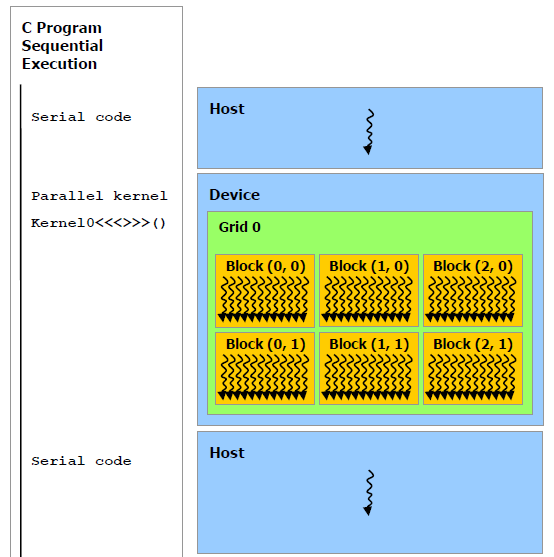 C Program
Sequential
Execution
Serial code
Host
Parallel kernel
Kernel0<<<>>>()
Device
Grid 0
Block (0, 0)
Block (1, 0)
Block (2, 0)
Block (0, 1)
Block (1, 1)
Block (2, 1)
Serial code
Host